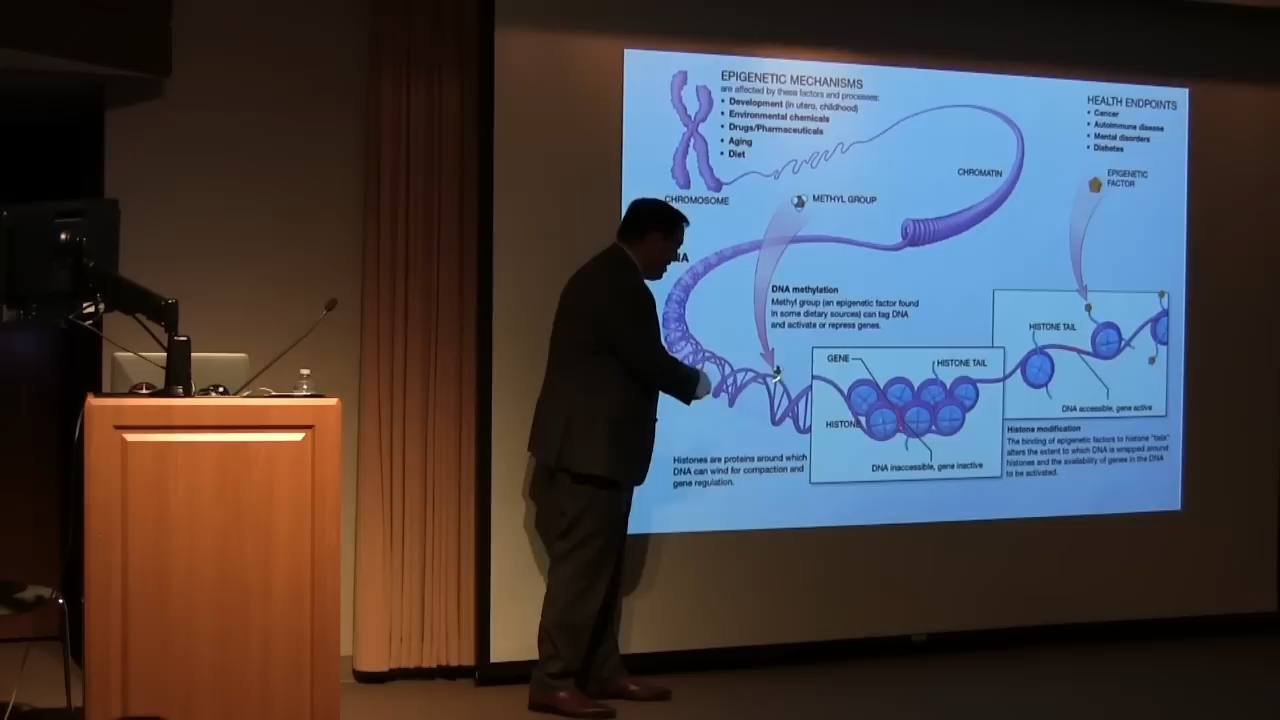 EPIGENETIC MECHANISMS
are affected by these factors and processes:
• Development (in utero, childhood)
• Environmental chemicals
• Drugs/Pharmaceuticals
• Aging
• Diet
HEALTH ENDPOINTS
• Cancer
• Autoimmune disease
• Mental disorders
• Diabetes
CHROMOSOME
METHYL GROUP
CHROMATIN
EPIGENETIC
FACTOR
DNA methylation
Methyl group (an epigenetic factor found
in some dietary sources) can tag DNA
and activate or repress genes.
GENE
HISTONE TAIL
HISTONE
DNA inaccessible, gene inactive
HISTONE TAIL
DNA accessible, gene active
Histones are proteins around which
DNA can wind for compaction and
gene regulation.
Histone modification
The binding of epigenetic factors to histone "tails"
alters the extent to which DNA is wrapped around
histones and the availability of genes in the DNA
to be activated.